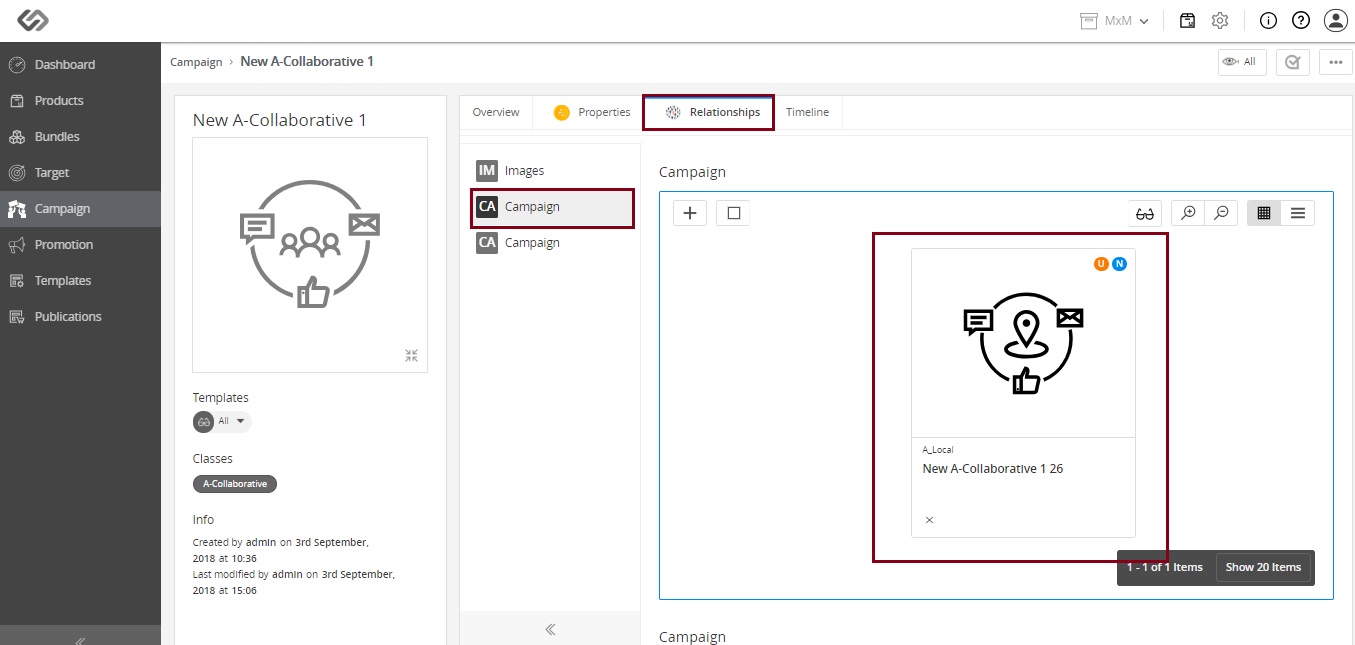 MxM
Dashboard
Products
Bundles
Target
Campaign
Promotion
Templates
Publications
Campaign › New A-Collaborative 1
All
New A-Collaborative 1
Templates
All
Classes
A-Collaborative
Info
Created by admin on 3rd September,
2018 at 10:36
Last modified by admin on 3rd September,
2018 at 15:06
Overview
Properties
Relationships
Timeline
IM Images
CA Campaign
CA Campaign
Campaign
U N
A_Local
New A-Collaborative 1 26
1 - 1 of 1 Items
Show 20 Items
Campaign